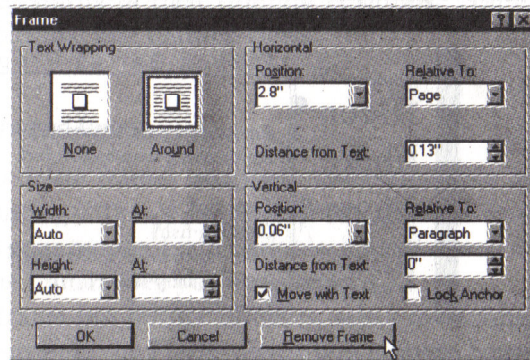 Frame
Text Wrapping
None
Around
Horizontal
Position:
Relative To:
2.8"
Page
Distance from Text:
0.13"
Size
Width:
At:
Auto
Height:
At:
Auto
Vertical
Position:
Relative To:
0.06"
Paragraph
Distance from Text:
0"
Move with Text
Lock Anchor
OK
Cancel
Remove Frame